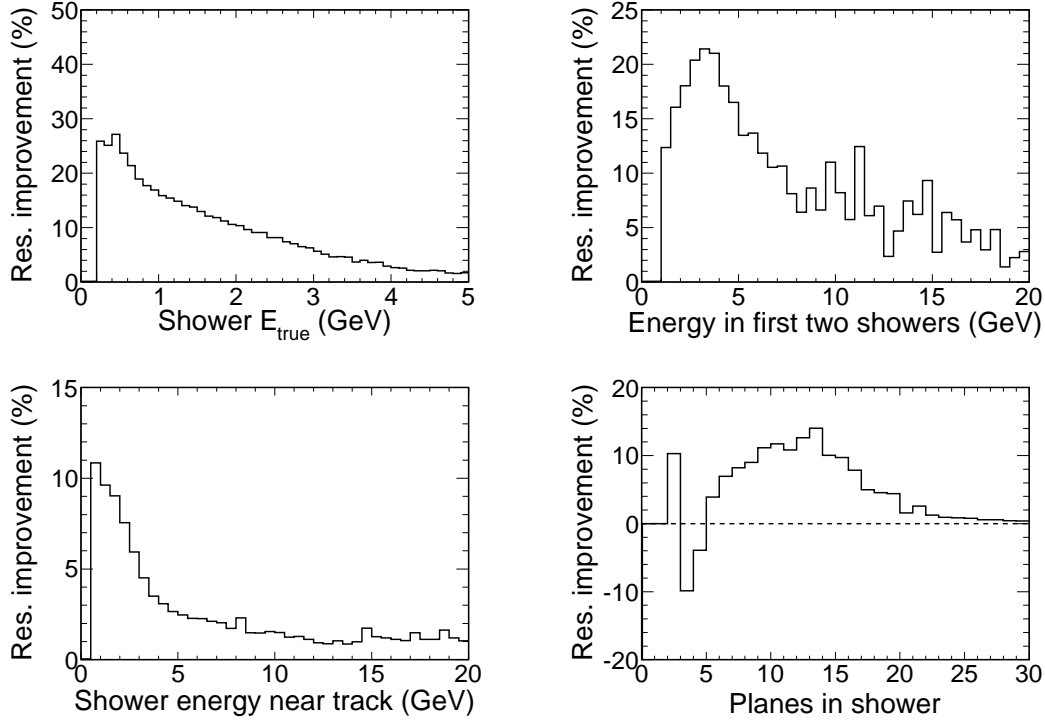 Res. improvement (%)
50
40
30
20
10
0
0 1 2 3 4 5
Shower E_true (GeV)
Res. improvement (%)
25
20
15
10
5
0
0 5 10 15 20
Energy in first two showers (GeV)
Res. improvement (%)
15
10
5
0
0 5 10 15 20
Shower energy near track (GeV)
Res. improvement (%)
20
10
0
-10
-20
0 5 10 15 20 25 30
Planes in shower